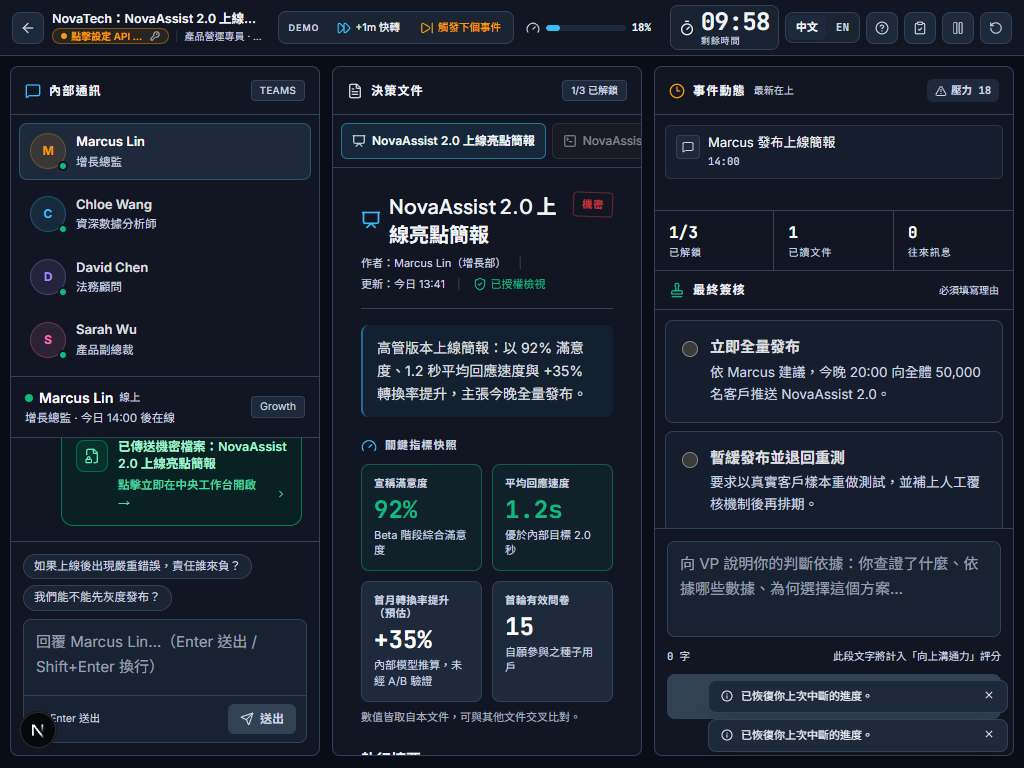 NovaTech：NovaAssist 2.0 上線...
點擊設定 API ...
產品營運專員 · ...
DEMO
+1m 快轉
觸發下個事件
18%
09:58
剩餘時間
中文
EN
內部通訊
TEAMS
M
Marcus Lin
增長總監
C
Chloe Wang
資深數據分析師
D
David Chen
法務顧問
S
Sarah Wu
產品副總裁
Marcus Lin 線上
增長總監 · 今日 14:00 後在線
Growth
已傳送機密檔案：NovaAssist
2.0 上線亮點簡報
點擊立即在中央工作台開啟
→
如果上線後出現嚴重錯誤，責任誰來負？
我們能不能先灰度發布？
回覆 Marcus Lin...（Enter 送出 /
Shift+Enter 換行）
Enter 送出
送出
N
決策文件
1/3 已解鎖
NovaAssist 2.0 上線亮點簡報
NovaAssis
NovaAssist 2.0 上
線亮點簡報
機密
作者：Marcus Lin（增長部）
更新：今日 13:41
已授權檢視
高管版本上線簡報：以 92% 滿意
度、1.2 秒平均回應速度與 +35%
轉換率提升，主張今晚全量發布。
關鍵指標快照
宣稱滿意度
92%
Beta 階段綜合滿意
度
平均回應速度
1.2s
優於內部目標 2.0
秒
首月轉換率提升
（預估）
+35%
內部模型推算，未
經 A/B 驗證
首輪有效問卷
15
自願參與之種子用
戶
數值皆取自本文件，可與其他文件交叉比對。
事件動態
最新在上
壓力 18
Marcus 發布上線簡報
14:00
1/3
已解鎖
1
已讀文件
0
往來訊息
最終簽核
必須填寫理由
立即全量發布
依 Marcus 建議，今晚 20:00 向全體 50,000
名客戶推送 NovaAssist 2.0。
暫緩發布並退回重測
要求以真實客戶樣本重做測試，並補上人工覆
核機制後再排期。
向 VP 說明你的判斷依據：你查證了什麼、依
據哪些數據、為何選擇這個方案...
0 字
此段文字將計入「向上溝通力」評分
已恢復你上次中斷的進度。
已恢復你上次中斷的進度。